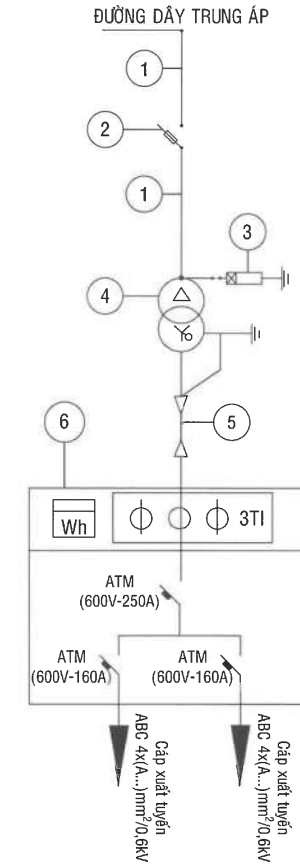 ĐƯỜNG DÂY TRUNG ÁP
1
2
1
3
4
5
6
Wh
3TI
ATM
(600V-250A)
ATM
(600V-160A)
ATM
(600V-160A)
Cáp xuất tuyến
ABC 4x(A...)mm²/0,6kV
Cáp xuất tuyến
ABC 4x(A...)mm²/0,6kV